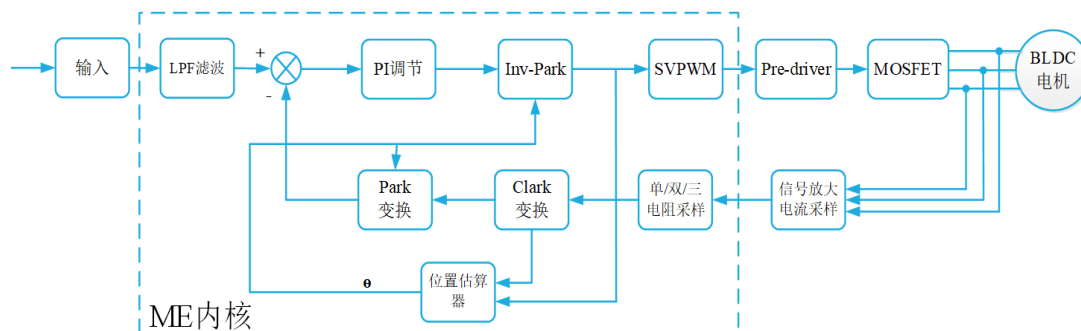 输入
LPF滤波
+
-
PI调节
Inv-Park
SVPWM
Pre-driver
MOSFET
BLDC
电机
Park
变换
Clark
变换
单/双/三
电阻采样
信号放大
电流采样
位置估算
器
θ
ME内核